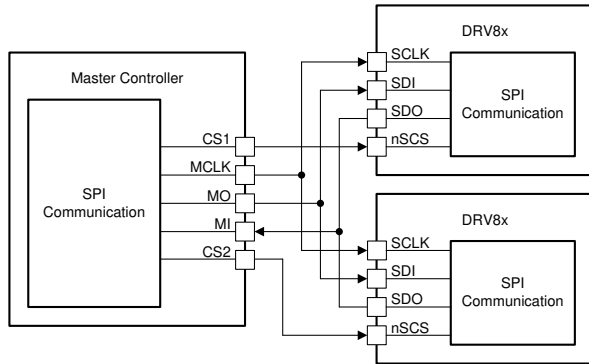 Master Controller
SPI
Communication
CS1
MCLK
MO
MI
CS2
DRV8x
SCLK
SDI
SDO
nSCS
SPI
Communication
DRV8x
SCLK
SDI
SDO
nSCS
SPI
Communication